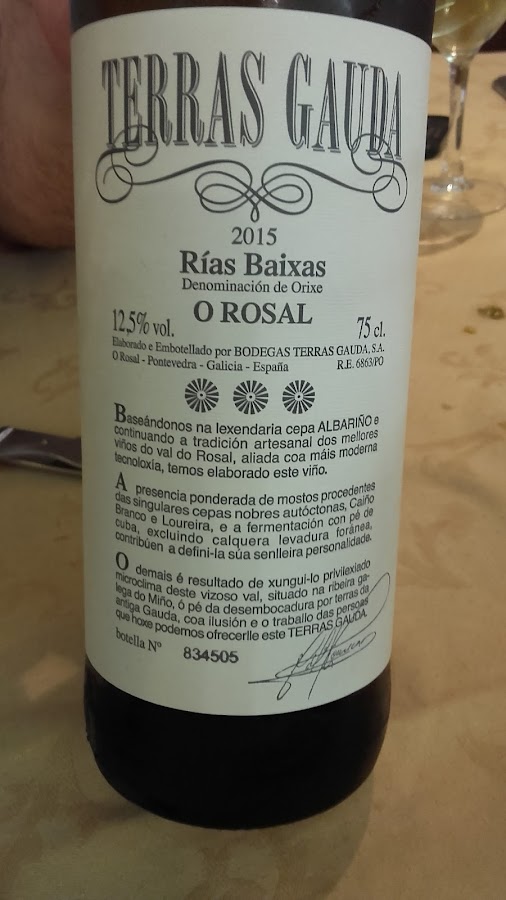 TERRAS GAUDA
2015
Rías Baixas
Denominación de Orixe
O ROSAL
12,5% vol.
75 cl.
Elaborado e Embotellado por BODEGAS TERRAS GAUDA, S.A.
O Rosal - Pontevedra - Galicia - España
R.E. 6863/PO
Baseándonos na lexendaria cepa ALBARIÑO e
continuando a tradición artesanal dos mellores
viños do val do Rosal, aliada coa máis moderna
tecnoloxia, temos elaborado este viño.
A presencia ponderada de mostos procedentes
das singulares cepas nobres autóctonas, Caiño
Branco e Loureira, e a fermentación con pé de
cuba, excluindo calquera levadura foránea,
contribúen a defini-la súa senlleira personalidade.
O demais é resultado de xungui-lo privilexiado
microclima deste vizoso val, situado na ribeira ga-
lega do Miño, ó pé da desembocadura por terras da
antiga Gauda, coa ilusión e o traballo das persoas
que hoxe podemos ofrecerlle este TERRAS GAUDA.
botella Nº 834505